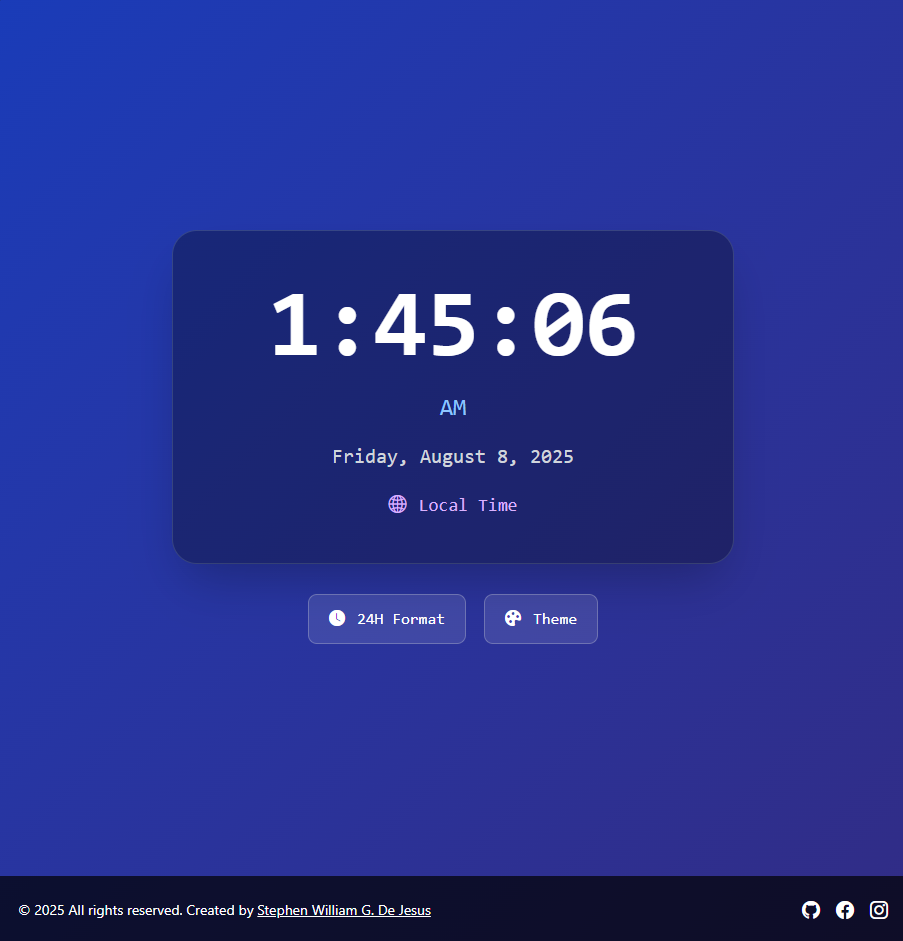 1:45:06
AM
Friday, August 8, 2025
Local Time
24H Format
Theme
© 2025 All rights reserved. Created by Stephen William G. De Jesus